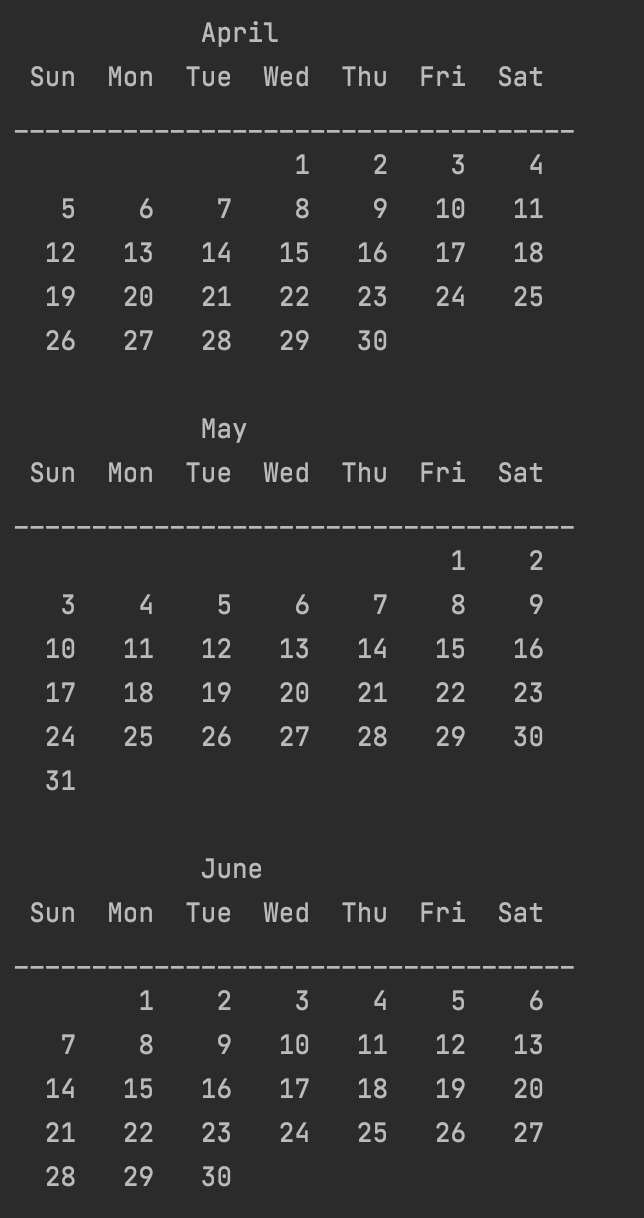 April
Sun Mon Tue Wed Thu Fri Sat
------------------------------------
1 2 3 4
5 6 7 8 9 10 11
12 13 14 15 16 17 18
19 20 21 22 23 24 25
26 27 28 29 30
May
Sun Mon Tue Wed Thu Fri Sat
------------------------------------
1 2
3 4 5 6 7 8 9
10 11 12 13 14 15 16
17 18 19 20 21 22 23
24 25 26 27 28 29 30
31
June
Sun Mon Tue Wed Thu Fri Sat
------------------------------------
1 2 3 4 5 6
7 8 9 10 11 12 13
14 15 16 17 18 19 20
21 22 23 24 25 26 27
28 29 30